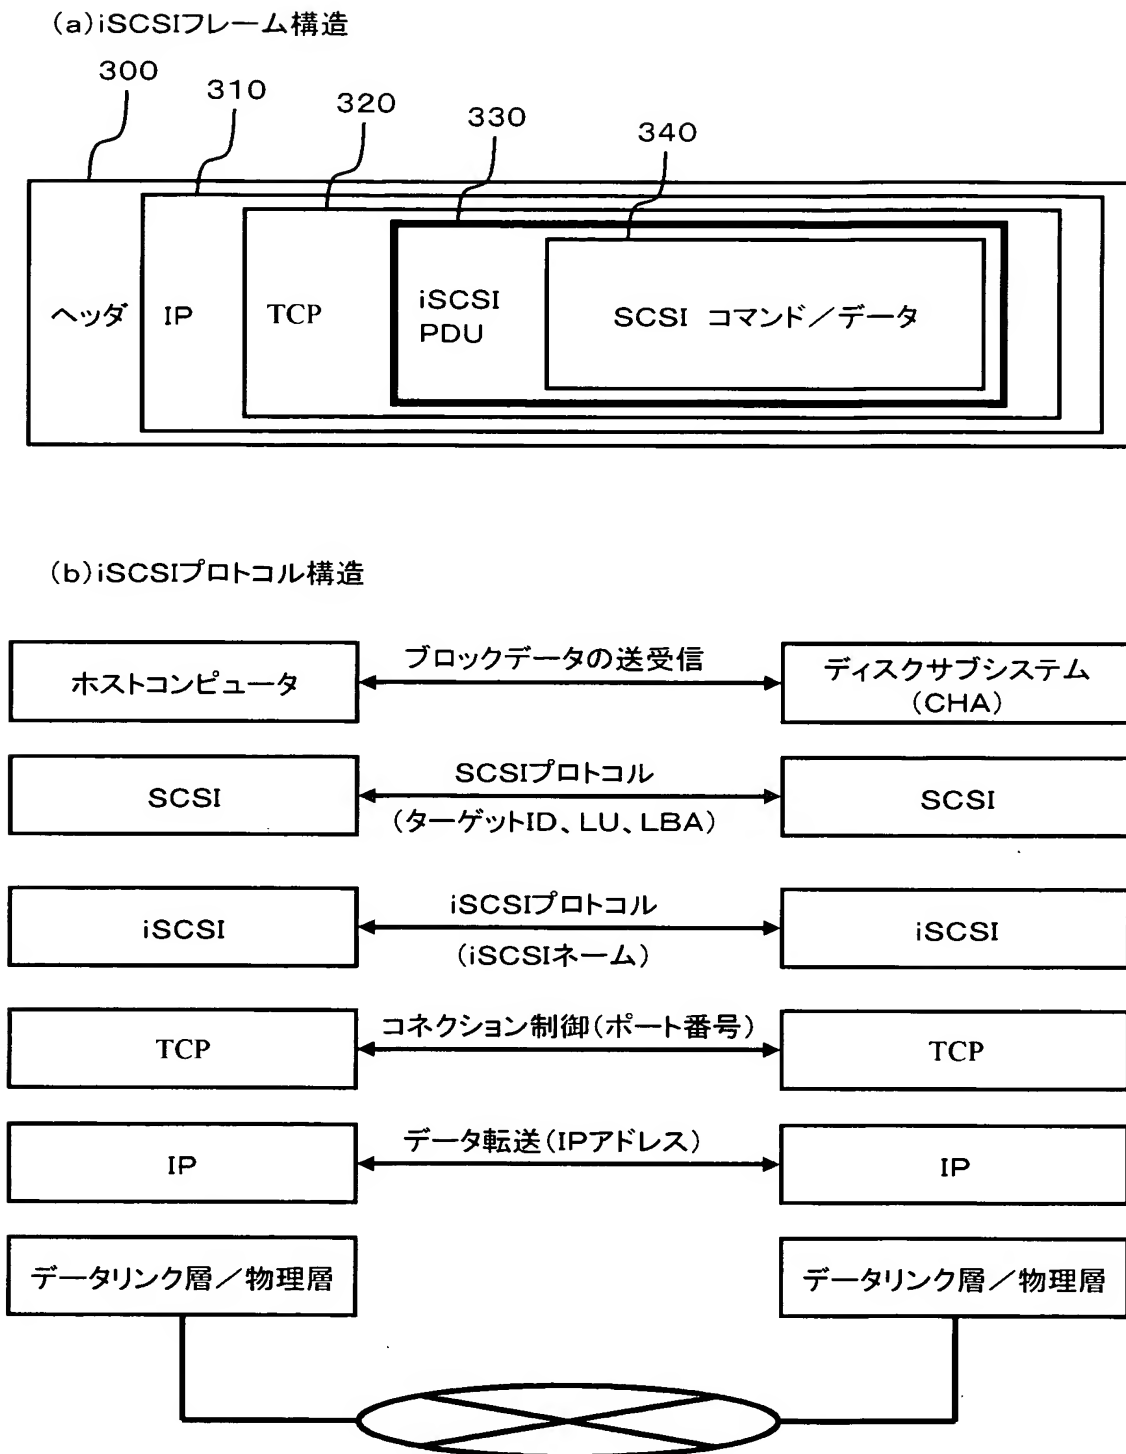 (a)iSCSIフレーム構造
300
310
320
330
340
ヘッダ
IP
TCP
iSCSI
PDU
SCSI コマンド／データ
(b)iSCSIプロトコル構造
ホストコンピュータ
ブロックデータの送受信
ディスクサブシステム
(CHA)
SCSI
SCSIプロトコル
(ターゲットID、LU、LBA)
SCSI
iSCSI
iSCSIプロトコル
(iSCSIネーム)
iSCSI
TCP
コネクション制御(ポート番号)
TCP
IP
データ転送(IPアドレス)
IP
データリンク層／物理層
データリンク層／物理層